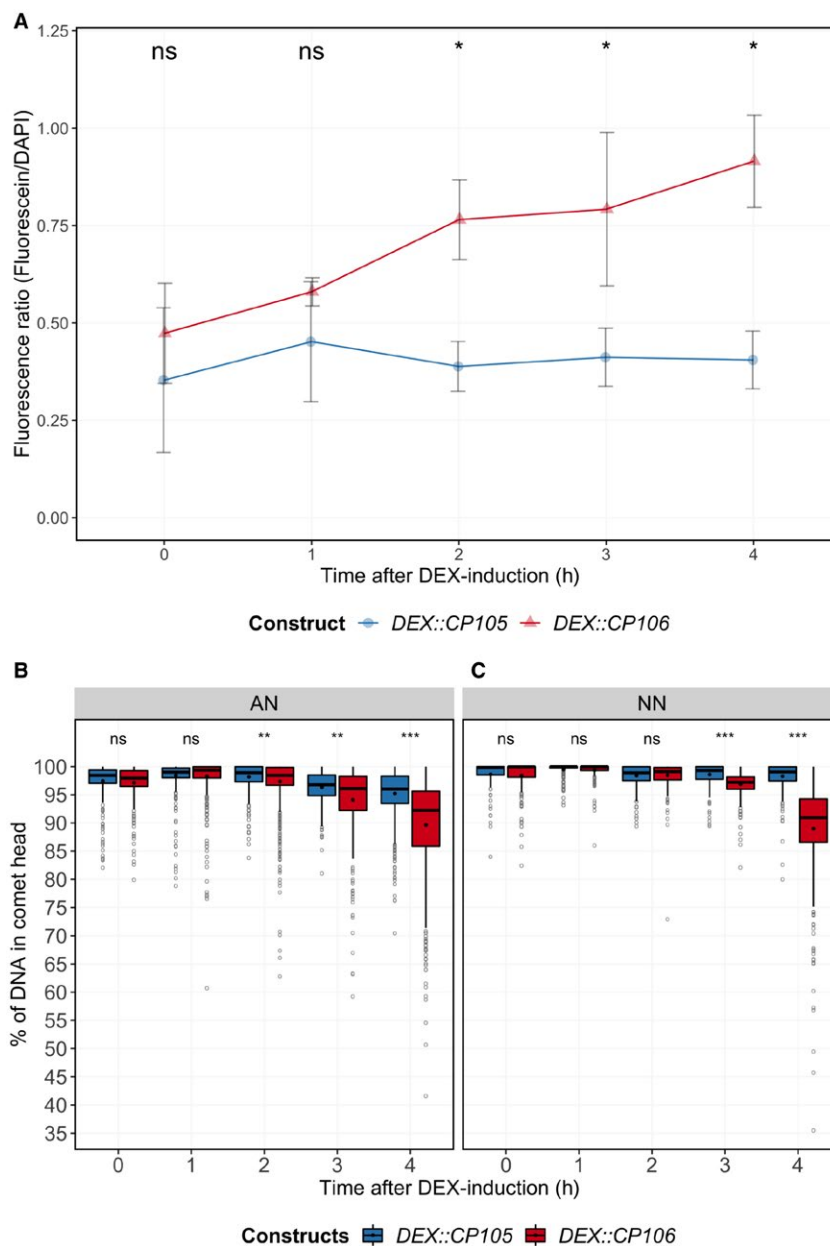 A
1.25
1.00
0.75
0.50
0.25
0.00
Fluorescence ratio (Fluorescein/DAPI)
ns ns * * *
0 1 2 3 4
Time after DEX-induction (h)
Construct DEX::CP105 DEX::CP106
B C
AN NN
ns ns ** ** *** ns ns ns *** ***
100
95
90
85
80
75
70
65
60
55
50
45
40
35
% of DNA in comet head
0 1 2 3 4 0 1 2 3 4
Time after DEX-induction (h)
Constructs DEX::CP105 DEX::CP106